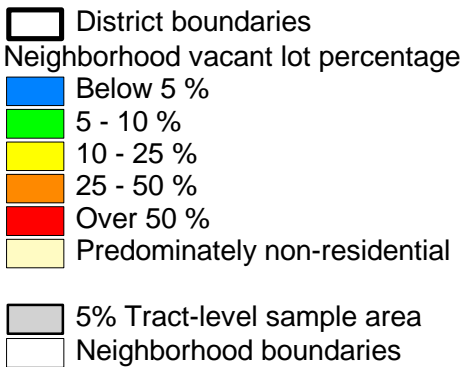 District boundaries
Neighborhood vacant lot percentage
Below 5 %
5 - 10 %
10 - 25 %
25 - 50 %
Over 50 %
Predominately non-residential
5% Tract-level sample area
Neighborhood boundaries